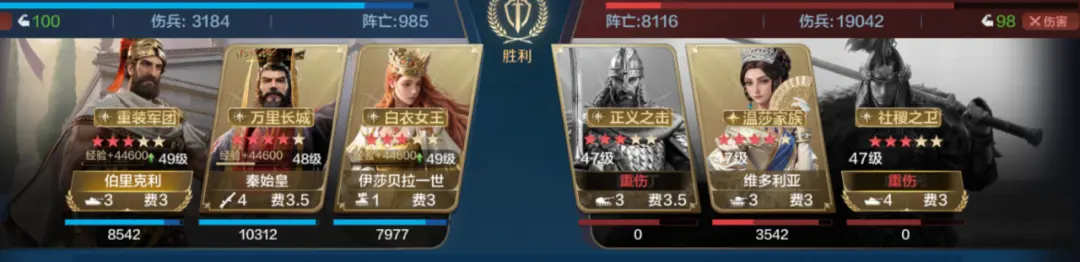 100 伤兵: 3184 阵亡:985
胜利
阵亡:8116 伤兵:19042 98 伤害
重装军团
经验+44600 49级
伯里克利
3 费3
8542
万里长城
经验+44600 48级
秦始皇
4 费3.5
10312
白衣女王
经验+44600 49级
伊莎贝拉一世
1 费3
7977
正义之击
47级
重伤
3 费3.5
0
温莎家族
47级
维多利亚
3 费3
3542
社稷之卫
47级
重伤
4 费3
0